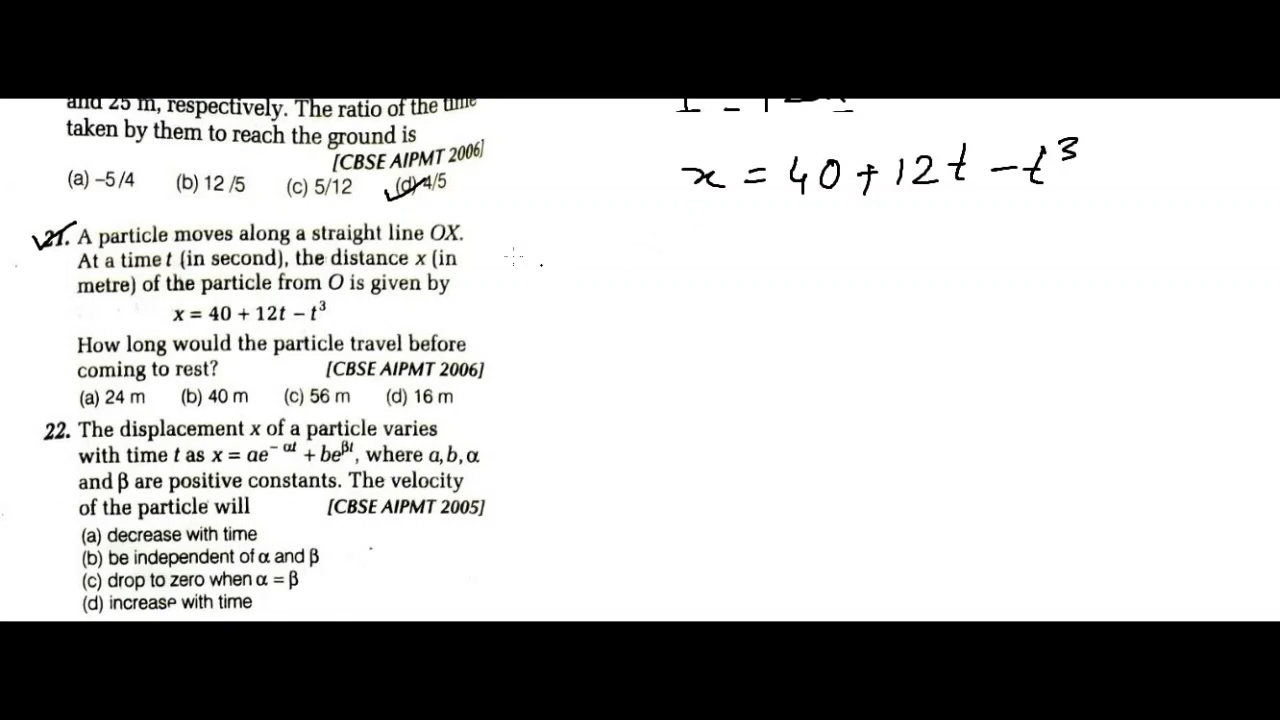 and 25 m, respectively. The ratio of the time
taken by them to reach the ground is
[CBSE AIPMT 2006]
(a) –5/4 (b) 12/5 (c) 5/12 (d) 4/5
21. A particle moves along a straight line OX.
At a time t (in second), the distance x (in
metre) of the particle from O is given by
x = 40 + 12t – t³
How long would the particle travel before
coming to rest? [CBSE AIPMT 2006]
(a) 24 m (b) 40 m (c) 56 m (d) 16 m
22. The displacement x of a particle varies
with time t as x = ae^{– αt} + be^{βt}, where a, b, α
and β are positive constants. The velocity
of the particle will [CBSE AIPMT 2005]
(a) decrease with time
(b) be independent of α and β
(c) drop to zero when α = β
(d) increase with time
x = 40 + 12t – t³